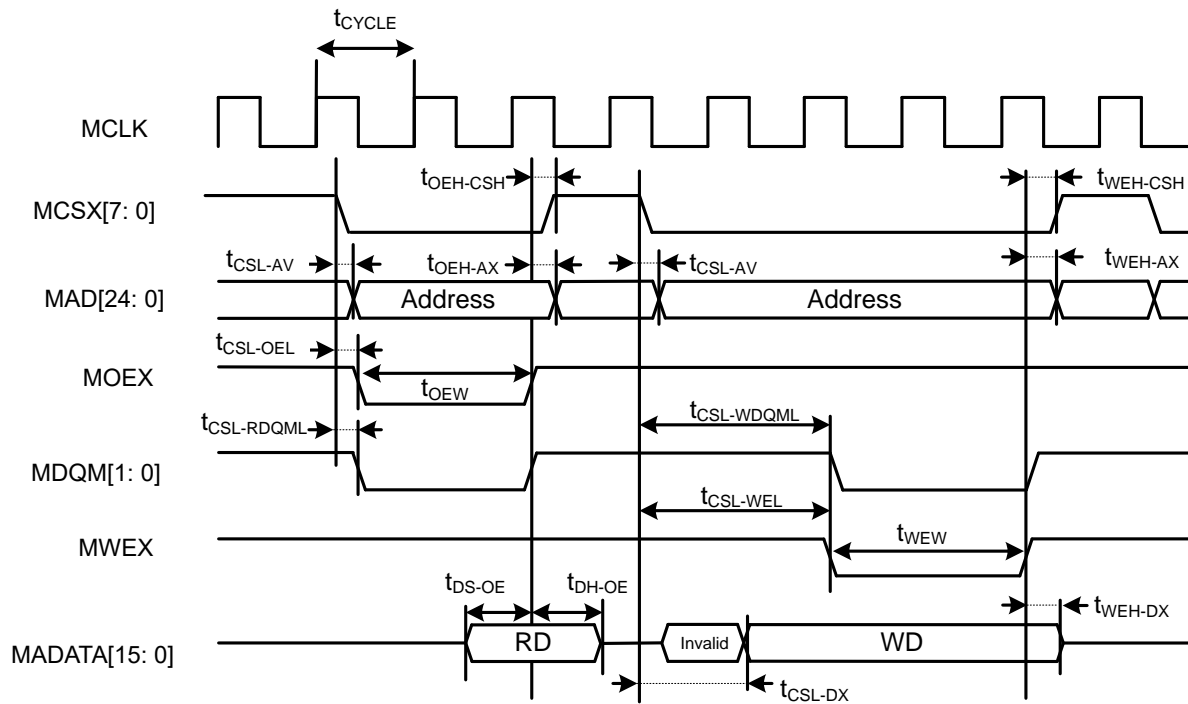 tCYCLE
MCLK
tOEH-CSH
tWEH-CSH
MCSX[7: 0]
tCSL-AV
tOEH-AX
tCSL-AV
tWEH-AX
MAD[24: 0]
Address
Address
tCSL-OEL
MOEX
tOEW
tCSL-RDQML
tCSL-WDQML
MDQM[1: 0]
tCSL-WEL
MWEX
tWEW
tDS-OE
tDH-OE
tWEH-DX
MADATA[15: 0]
RD
Invalid
WD
tCSL-DX